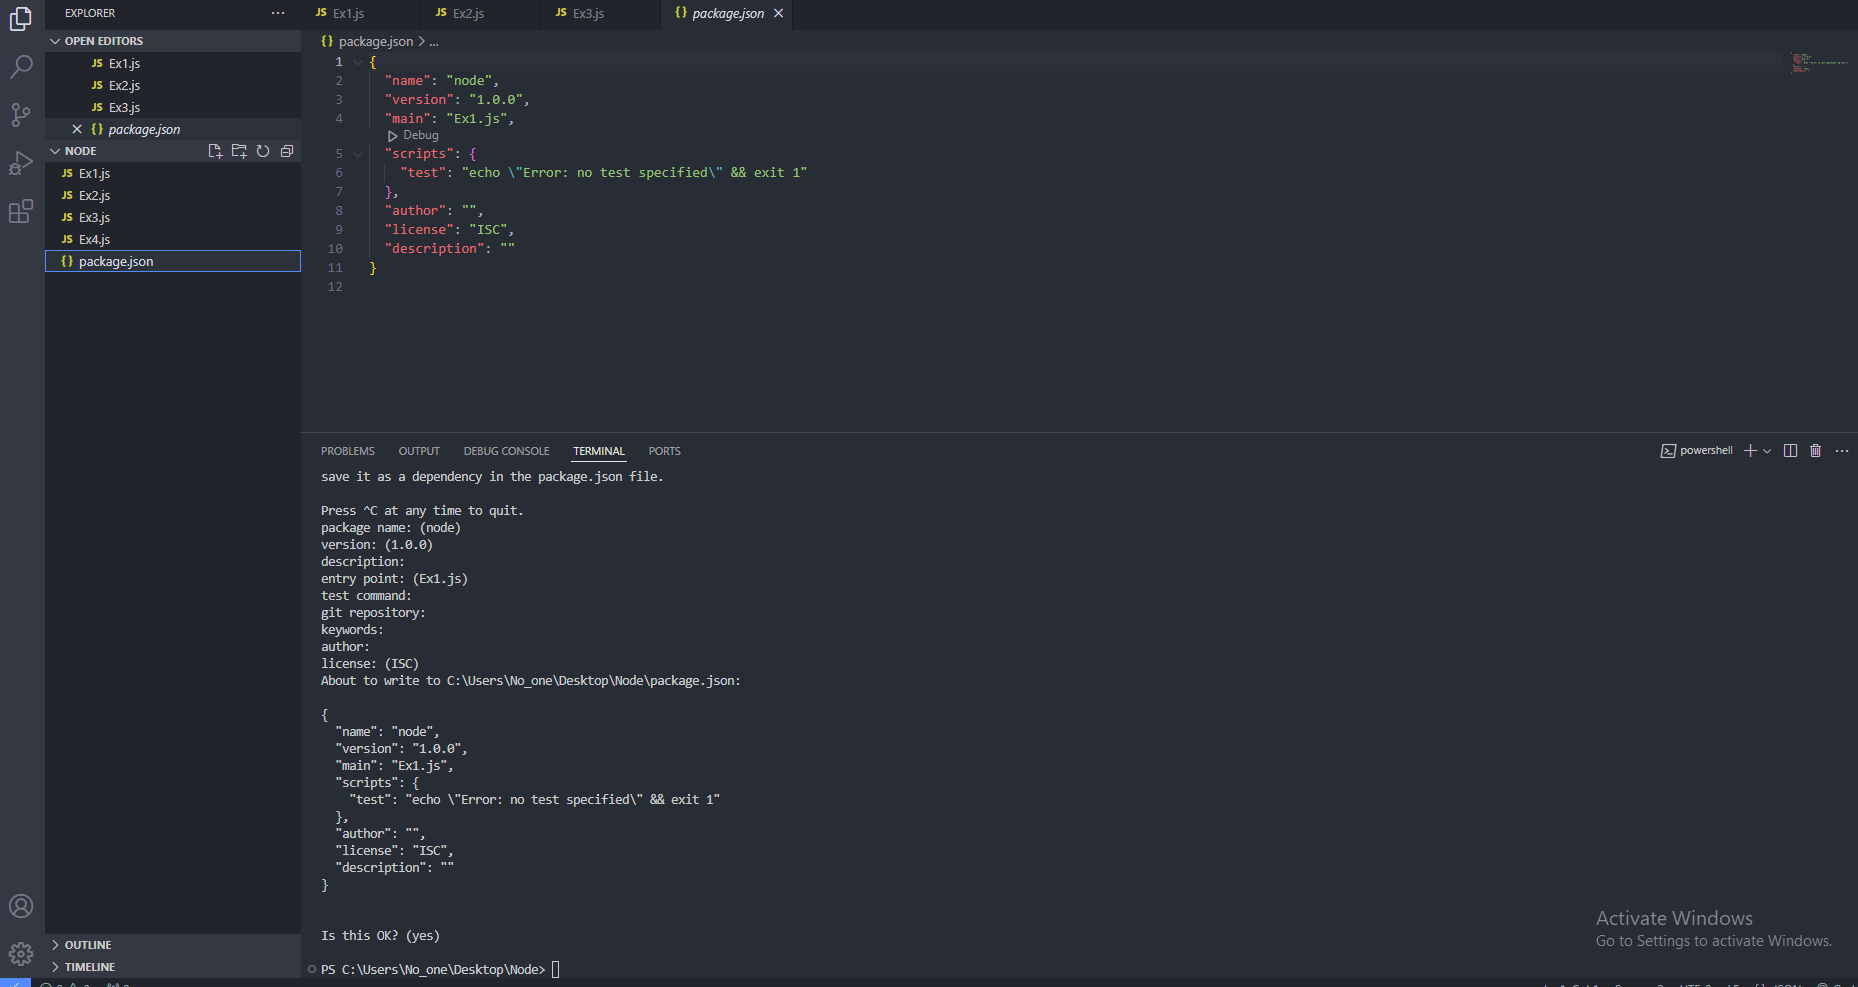 EXPLORER
OPEN EDITORS
JS Ex1.js
JS Ex2.js
JS Ex3.js
{} package.json
NODE
JS Ex1.js
JS Ex2.js
JS Ex3.js
JS Ex4.js
{} package.json
OUTLINE
TIMELINE
JS Ex1.js
JS Ex2.js
JS Ex3.js
{} package.json
{} package.json > ...
1 {
2 "name": "node",
3 "version": "1.0.0",
4 "main": "Ex1.js",
Debug
5 "scripts": {
6 "test": "echo \"Error: no test specified\" && exit 1"
7 },
8 "author": "",
9 "license": "ISC",
10 "description": ""
11 }
12
PROBLEMS OUTPUT DEBUG CONSOLE TERMINAL PORTS
powershell
save it as a dependency in the package.json file.
Press ^C at any time to quit.
package name: (node)
version: (1.0.0)
description:
entry point: (Ex1.js)
test command:
git repository:
keywords:
author:
license: (ISC)
About to write to C:\Users\No_one\Desktop\Node\package.json:
{
"name": "node",
"version": "1.0.0",
"main": "Ex1.js",
"scripts": {
"test": "echo \"Error: no test specified\" && exit 1"
},
"author": "",
"license": "ISC",
"description": ""
}
Is this OK? (yes)
PS C:\Users\No_one\Desktop\Node>
Activate Windows
Go to Settings to activate Windows.